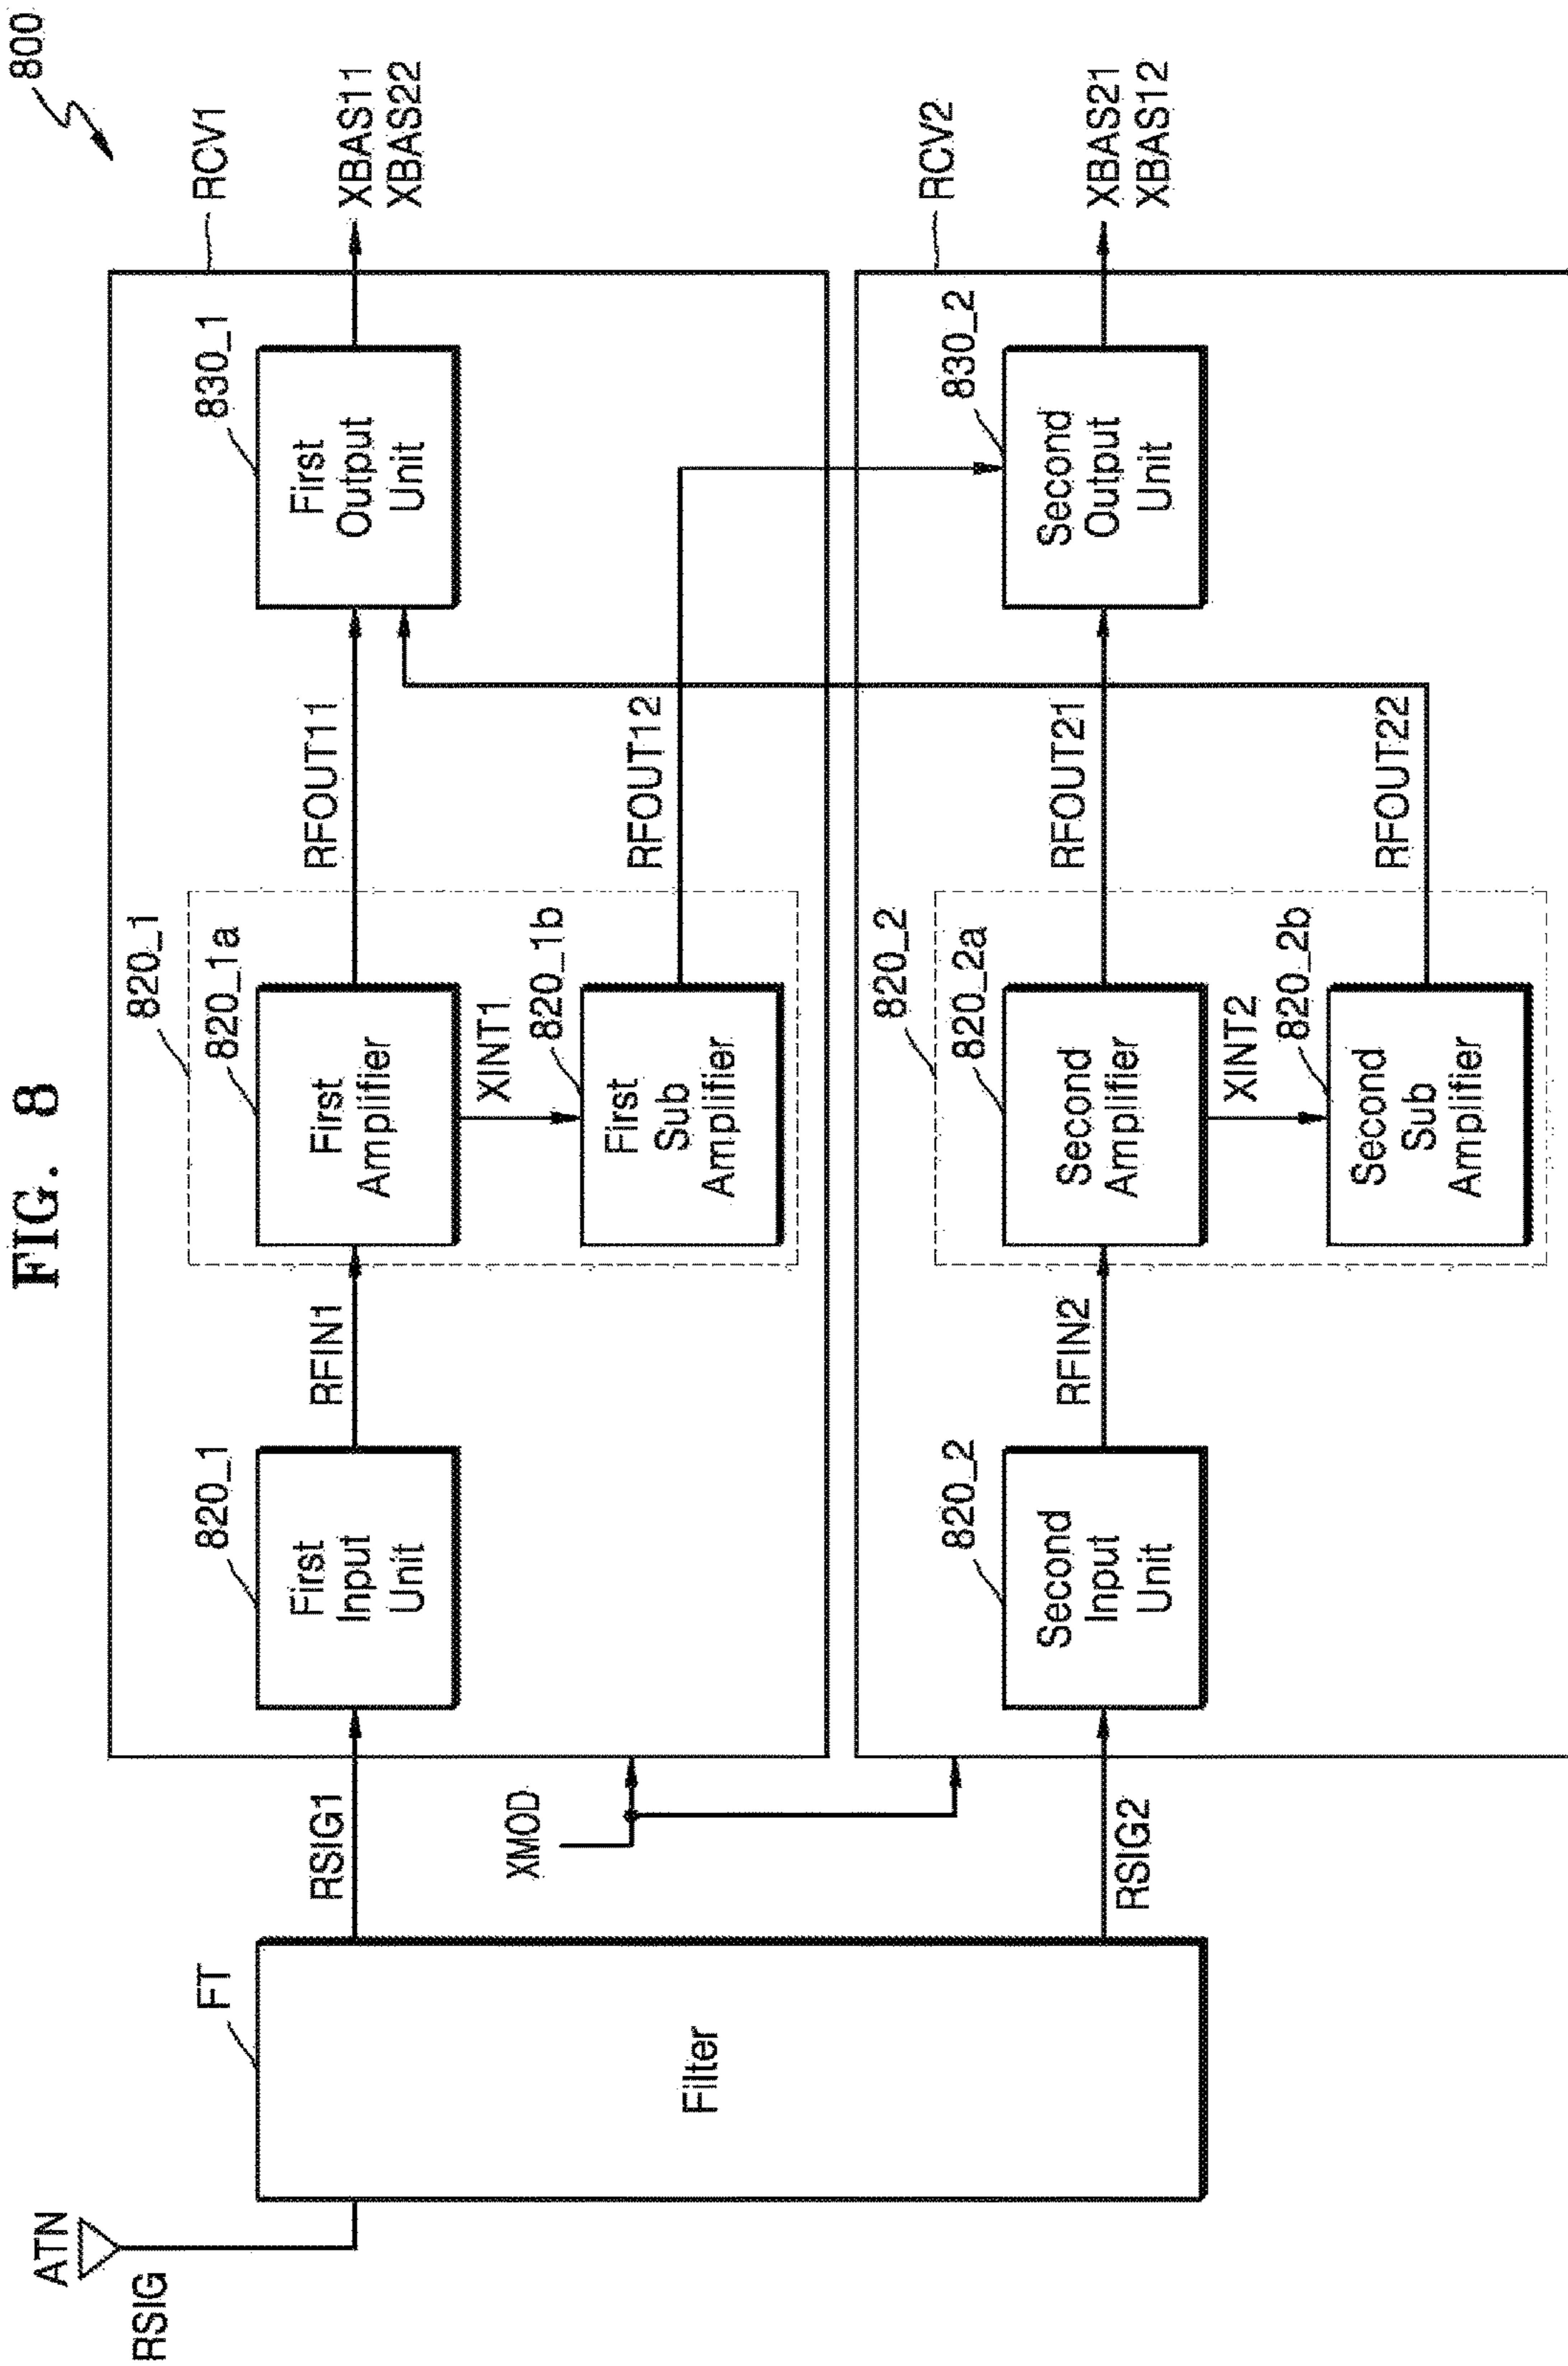 FIG. 8
800
ATN
RSIG
FT
Filter
RSIG1
XMOD
RSIG2
RCV1
820_1
First
Input
Unit
RFIN1
820_1
820_1a
First
Amplifier
XINT1
820_1b
First
Sub
Amplifier
RFOUT11
RFOUT12
830_1
First
Output
Unit
XBAS11
XBAS22
RCV2
820_2
Second
Input
Unit
RFIN2
820_2
820_2a
Second
Amplifier
XINT2
820_2b
Second
Sub
Amplifier
RFOUT21
RFOUT22
830_2
Second
Output
Unit
XBAS21
XBAS12